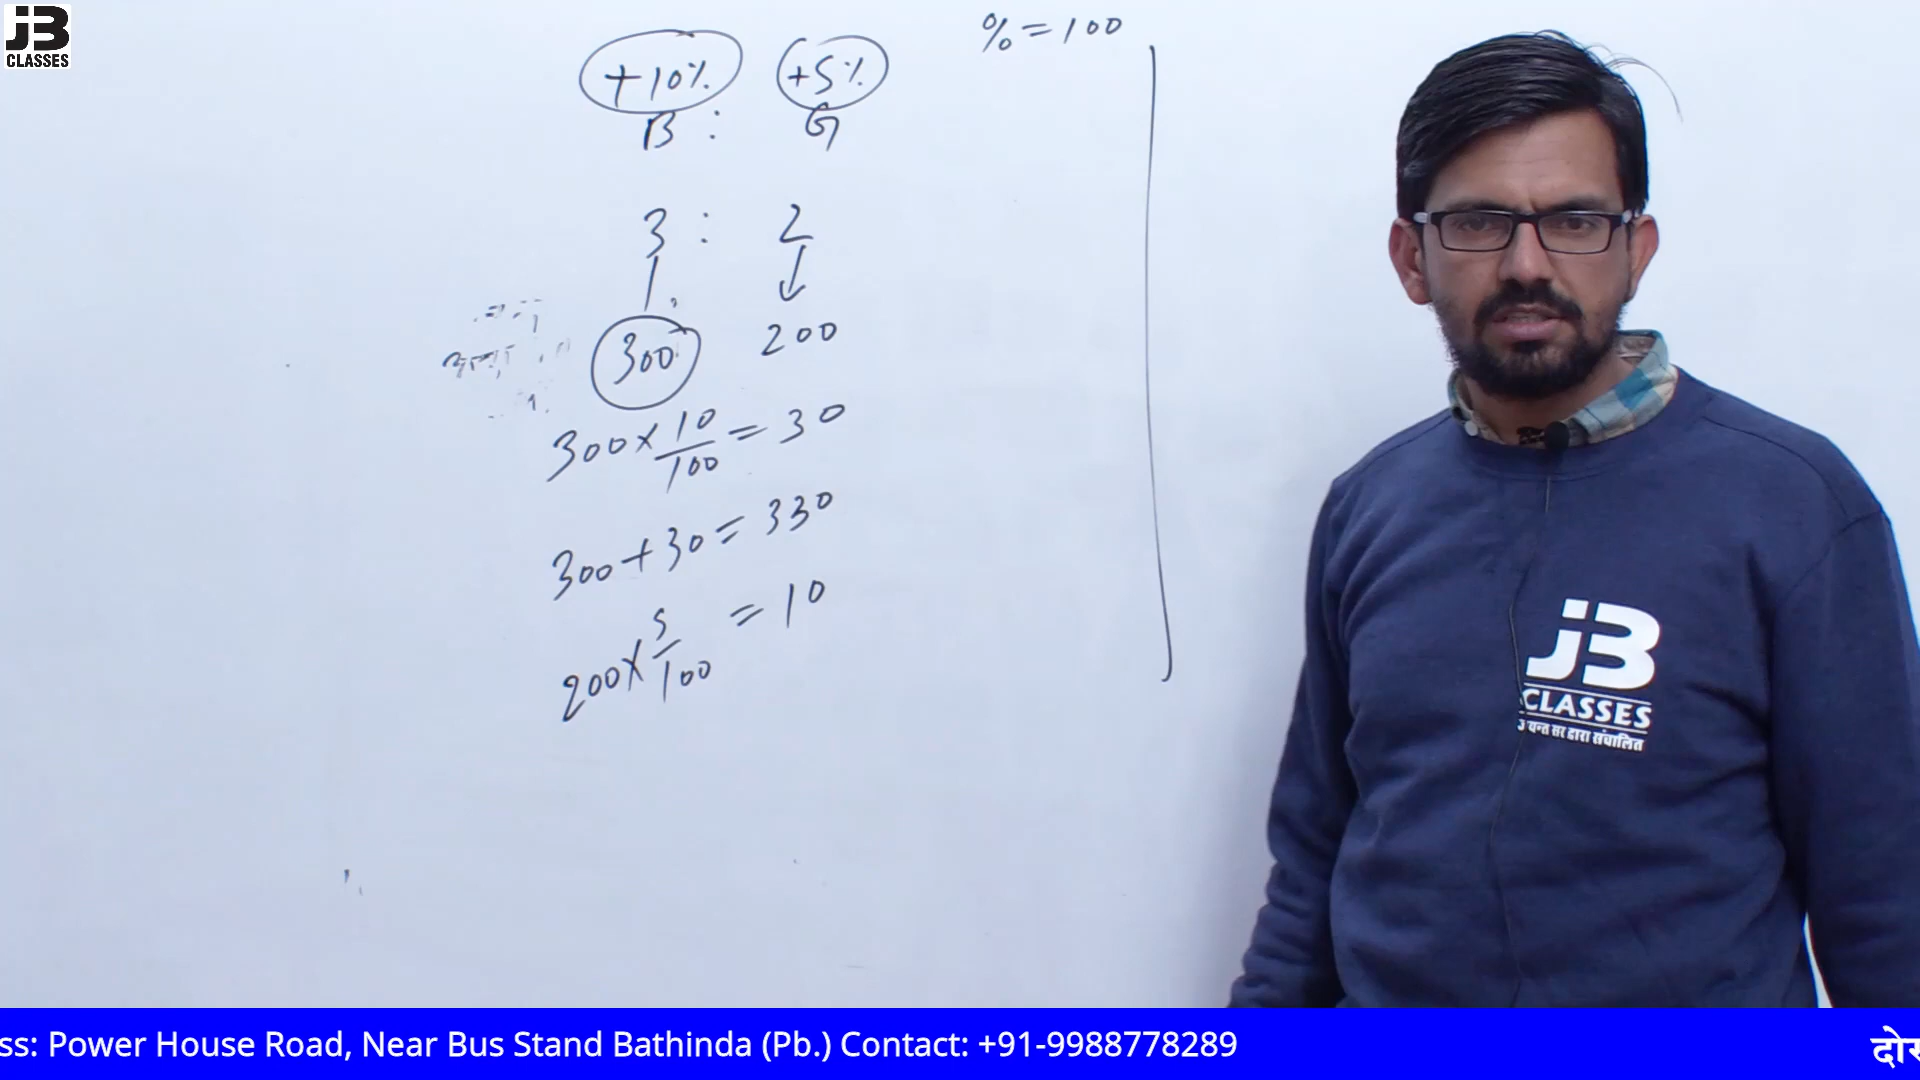 JB
CLASSES
% = 100
+10% +5%
B : G
3 : 2
300 200
300 × 10/100 = 30
300 + 30 = 330
200 × 5/100 = 10
JB
CLASSES
सर द्वारा संचालित
ss: Power House Road, Near Bus Stand Bathinda (Pb.) Contact: +91-9988778289